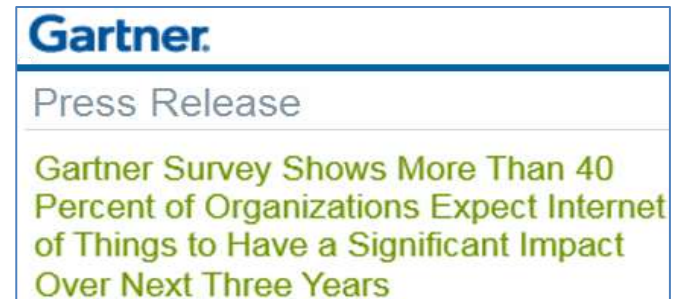 Gartner.
Press Release
Gartner Survey Shows More Than 40
Percent of Organizations Expect Internet
of Things to Have a Significant Impact
Over Next Three Years